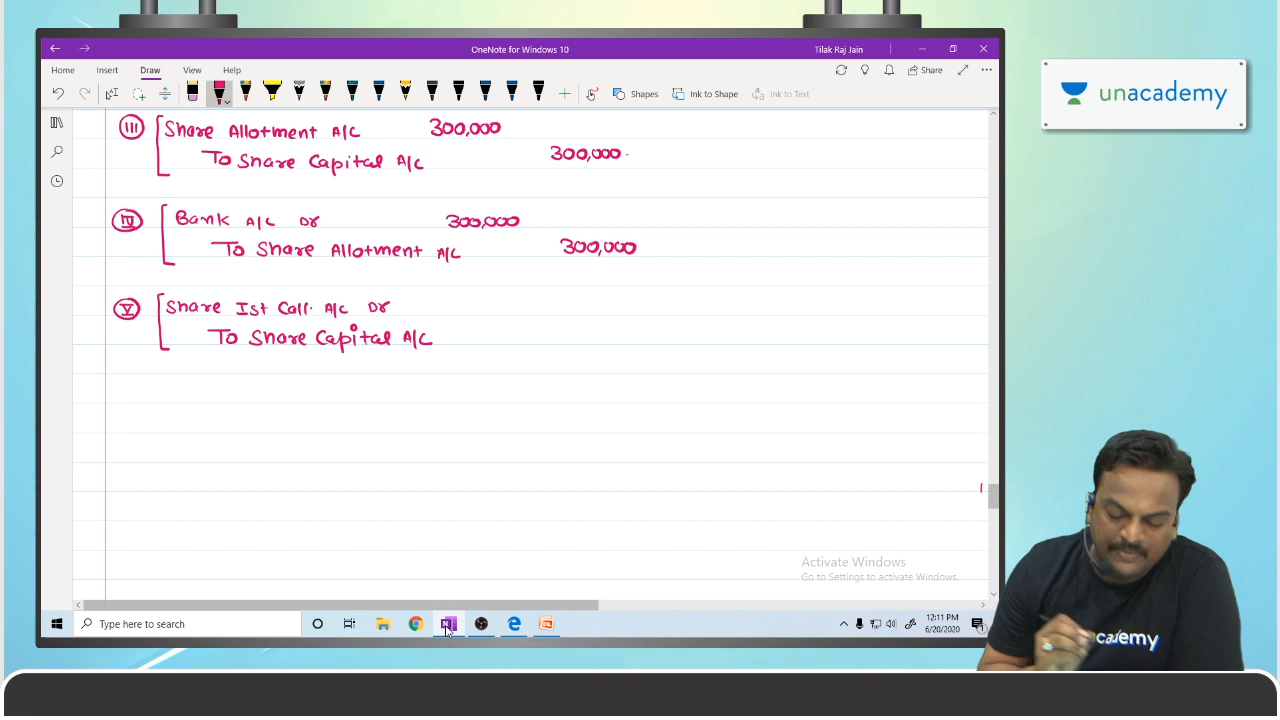 OneNote for Windows 10
Tilak Raj Jain
Home Insert Draw View Help
Share
Shapes
Ink to Shape
Ink to Text
unacademy
III Share Allotment A/C 300,000
To Share Capital A/C 300,000
IV Bank A/C Dr 300,000
To Share Allotment A/C 300,000
V Share Ist Call. A/C Dr
To Share Capital A/C
Activate Windows
Go to Settings to activate Windows.
Type here to search
12:11 PM
6/20/2020
1
academy